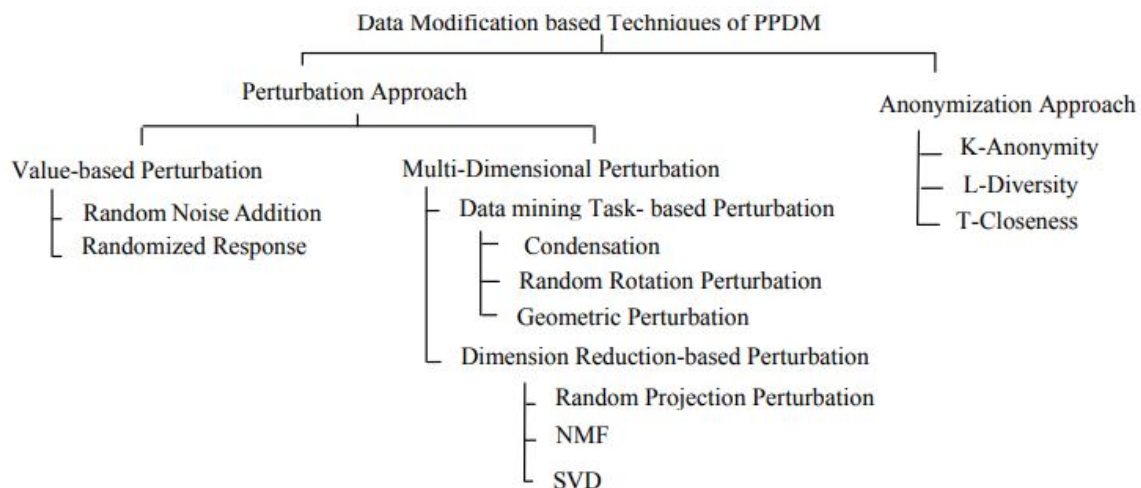 Data Modification based Techniques of PPDM
Perturbation Approach
Anonymization Approach
K-Anonymity
L-Diversity
T-Closeness
Value-based Perturbation
Random Noise Addition
Randomized Response
Multi-Dimensional Perturbation
Data mining Task- based Perturbation
Condensation
Random Rotation Perturbation
Geometric Perturbation
Dimension Reduction-based Perturbation
Random Projection Perturbation
NMF
SVD